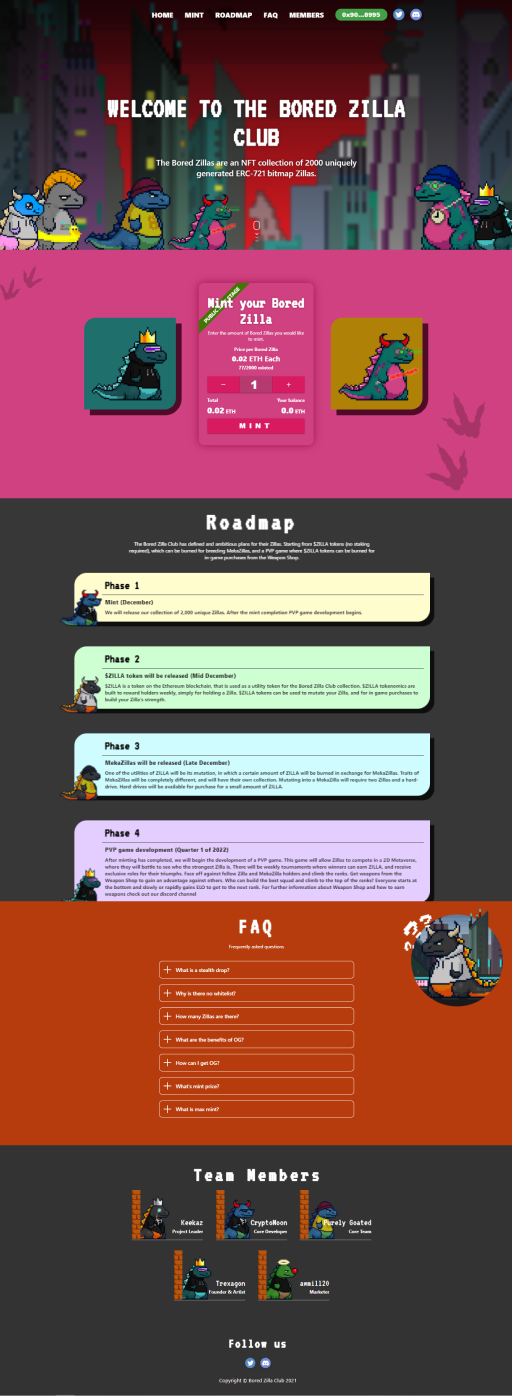 HOME MINT ROADMAP FAQ MEMBERS 0x90...8995
WELCOME TO THE BORED ZILLA
CLUB
The Bored Zillas are an NFT collection of 2000 uniquely
generated ERC-721 bitmap Zillas.
Mint your Bored
Zilla
Enter the amount of Bored Zillas you would like
to mint.
Price per Bored Zilla
0.02 ETH Each
77/2000 minted
− 1 +
Total Your balance
0.02 ETH 0.0 ETH
MINT
Roadmap
The Bored Zilla Club has defined and ambitious plans for their Zillas. Starting from $ZILLA tokens (no staking
required), which can be burned for breeding MekaZillas, and a PVP game where $ZILLA tokens can be burned for
in-game purchases from the Weapon Shop.
Phase 1
Mint (December)
We will release our collection of 2,000 unique Zillas. After the mint completion PVP game development begins.
Phase 2
$ZILLA token will be released (Mid December)
$ZILLA is a token on the Ethereum blockchain, that is used as a utility token for the Bored Zilla Club collection. $ZILLA tokenomics are
built to reward holders weekly, simply for holding a Zilla. $ZILLA tokens can be used to mutate your Zilla, and for in game purchases to
build your Zilla's strength.
Phase 3
MekaZillas will be released (Late December)
One of the utilities of ZILLA will be its mutation, in which a certain amount of ZILLA will be burned in exchange for MekaZillas. Traits of
MekaZillas will be completely different, and will have their own collection. Mutating into a MekaZilla will require two Zillas and a hard-
drive. Hard drives will be available for purchase for a small amount of ZILLA.
Phase 4
PVP game development (Quarter 1 of 2022)
After minting has completed, we will begin the development of a PVP game. This game will allow Zillas to compete in a 2D Metaverse,
where they will battle to see who the strongest Zilla is. There will be weekly tournaments where winners can earn ZILLA, and receive
exclusive roles for their triumphs. Face off against fellow Zilla and MekaZilla holders and climb the ranks. Get weapons from the
Weapon Shop to gain an advantage against others. Who can build the best squad and climb to the top of the ranks? Everyone starts at
the bottom and slowly or rapidly gains ELO to get to the next rank. For further information about Weapon Shop and how to earn
weapons check out our discord channel
FAQ
Frequently asked questions
What is a stealth drop?
Why is there no whitelist?
How many Zillas are there?
What are the benefits of OG?
How can I get OG?
What's mint price?
What is max mint?
Team Members
Keekaz
Project Leader
CryptoMoon
Core Developer
Purely Goated
Core Team
Trexagon
Founder & Artist
ammil120
Marketer
Follow us
Copyright © Bored Zilla Club 2021